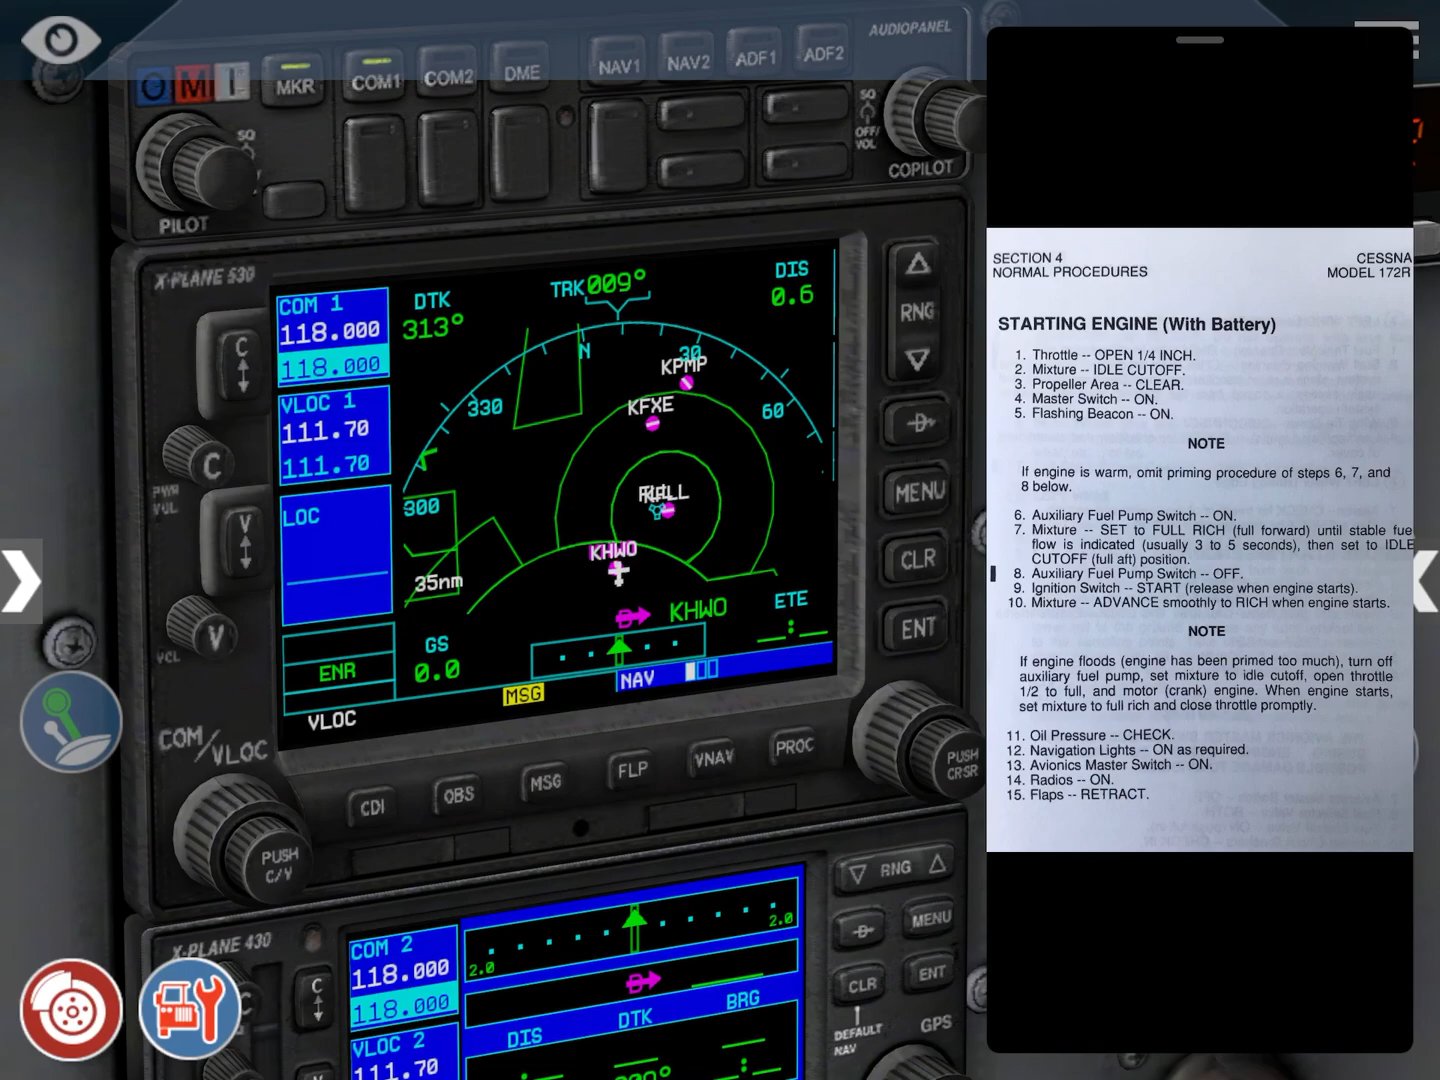 AUDIOPANEL
O M I
MKR
COM1
COM2
DME
NAV1
NAV2
ADF1
ADF2
SQ
SQ
OFF/
VOL
PILOT
COPILOT
X-PLANE 530
COM 1
118.000
118.000
VLOC 1
111.70
111.70
LOC
ENR
VLOC
DTK
313°
TRK 009°
DIS
0.6
N
30
60
330
300
KPMP
KFXE
KHWO
35nm
KHWO
ETE
GS
0.0
MSG
NAV
C
C
PWR
VOL
V
V
VCL
COM/VLOC
PUSH
C/V
RNG
D
MENU
CLR
ENT
PUSH
CRSR
CDI
OBS
MSG
FLP
VNAV
PROC
X-PLANE 430
C
COM 2
118.000
118.000
VLOC 2
111.70
2.0
2.0
DIS
DTK
BRG
RNG
D
MENU
CLR
ENT
DEFAULT
NAV
GPS
SECTION 4
NORMAL PROCEDURES
CESSNA
MODEL 172R
STARTING ENGINE (With Battery)
1. Throttle -- OPEN 1/4 INCH.
2. Mixture -- IDLE CUTOFF.
3. Propeller Area -- CLEAR.
4. Master Switch -- ON.
5. Flashing Beacon -- ON.
NOTE
If engine is warm, omit priming procedure of steps 6, 7, and
8 below.
6. Auxiliary Fuel Pump Switch -- ON.
7. Mixture -- SET to FULL RICH (full forward) until stable fue
flow is indicated (usually 3 to 5 seconds), then set to IDLE
CUTOFF (full aft) position.
8. Auxiliary Fuel Pump Switch -- OFF.
9. Ignition Switch -- START (release when engine starts).
10. Mixture -- ADVANCE smoothly to RICH when engine starts.
NOTE
If engine floods (engine has been primed too much), turn off
auxiliary fuel pump, set mixture to idle cutoff, open throttle
1/2 to full, and motor (crank) engine. When engine starts,
set mixture to full rich and close throttle promptly.
11. Oil Pressure -- CHECK.
12. Navigation Lights -- ON as required.
13. Avionics Master Switch -- ON.
14. Radios -- ON.
15. Flaps -- RETRACT.